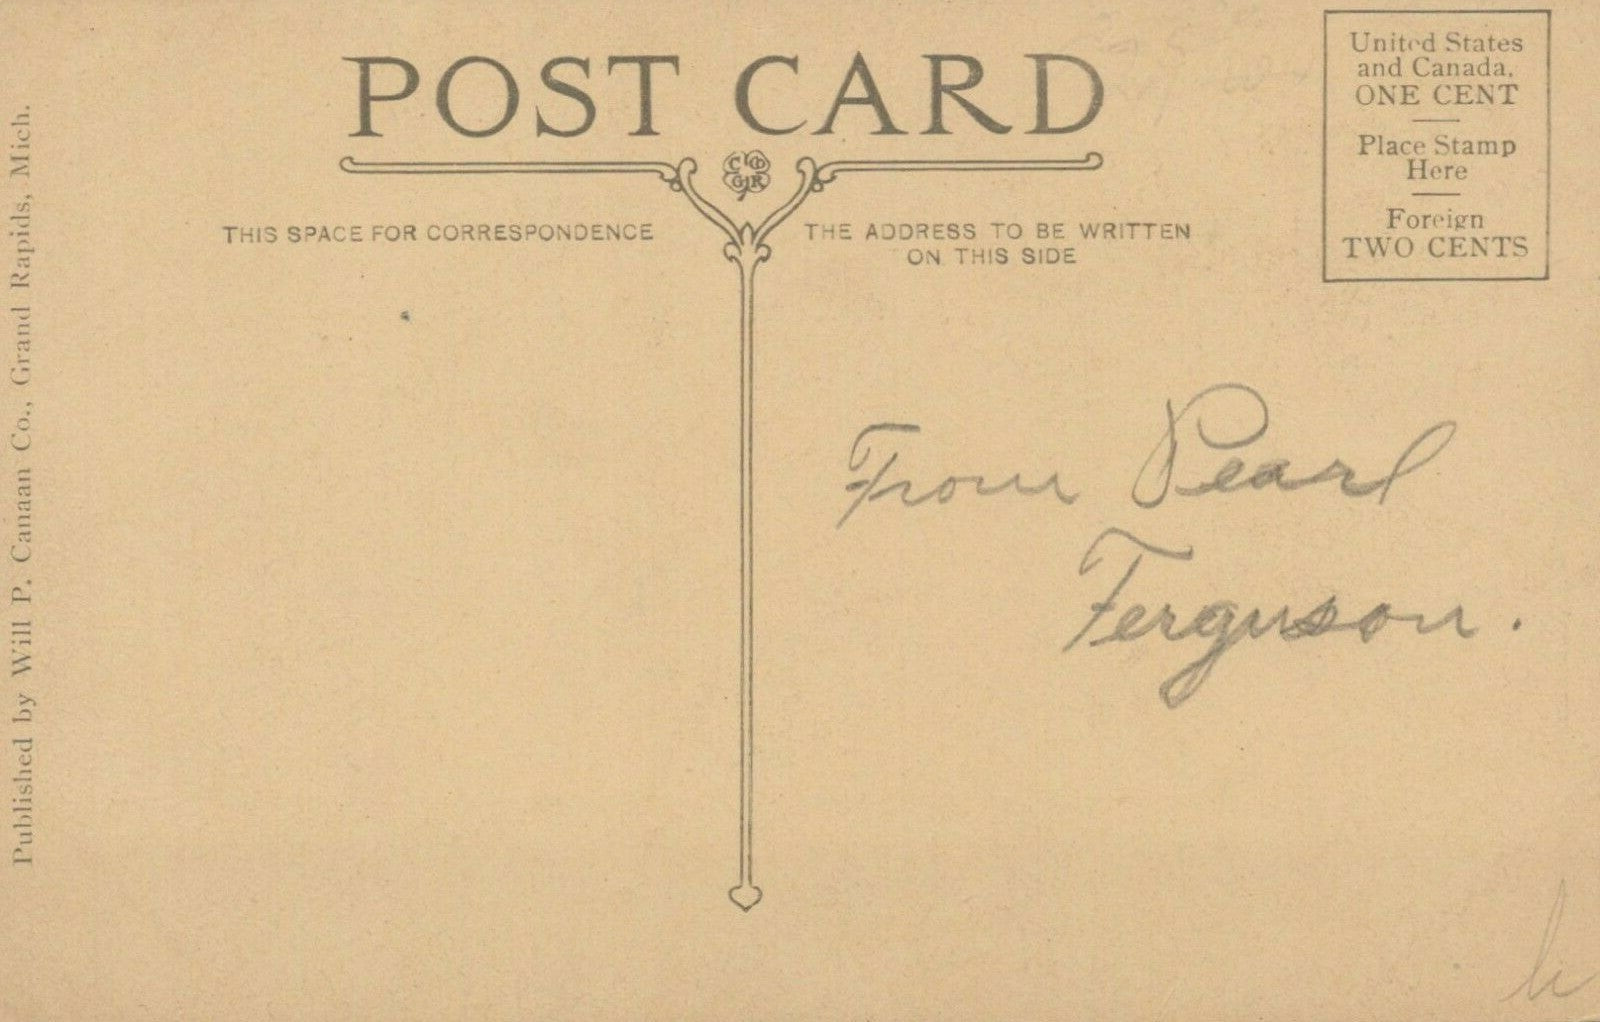 POST CARD
THIS SPACE FOR CORRESPONDENCE
THE ADDRESS TO BE WRITTEN
ON THIS SIDE
United States
and Canada,
ONE CENT
Place Stamp
Here
Foreign
TWO CENTS
From Pearl
Ferguson.
Published by Will P. Canaan Co., Grand Rapids, Mich.